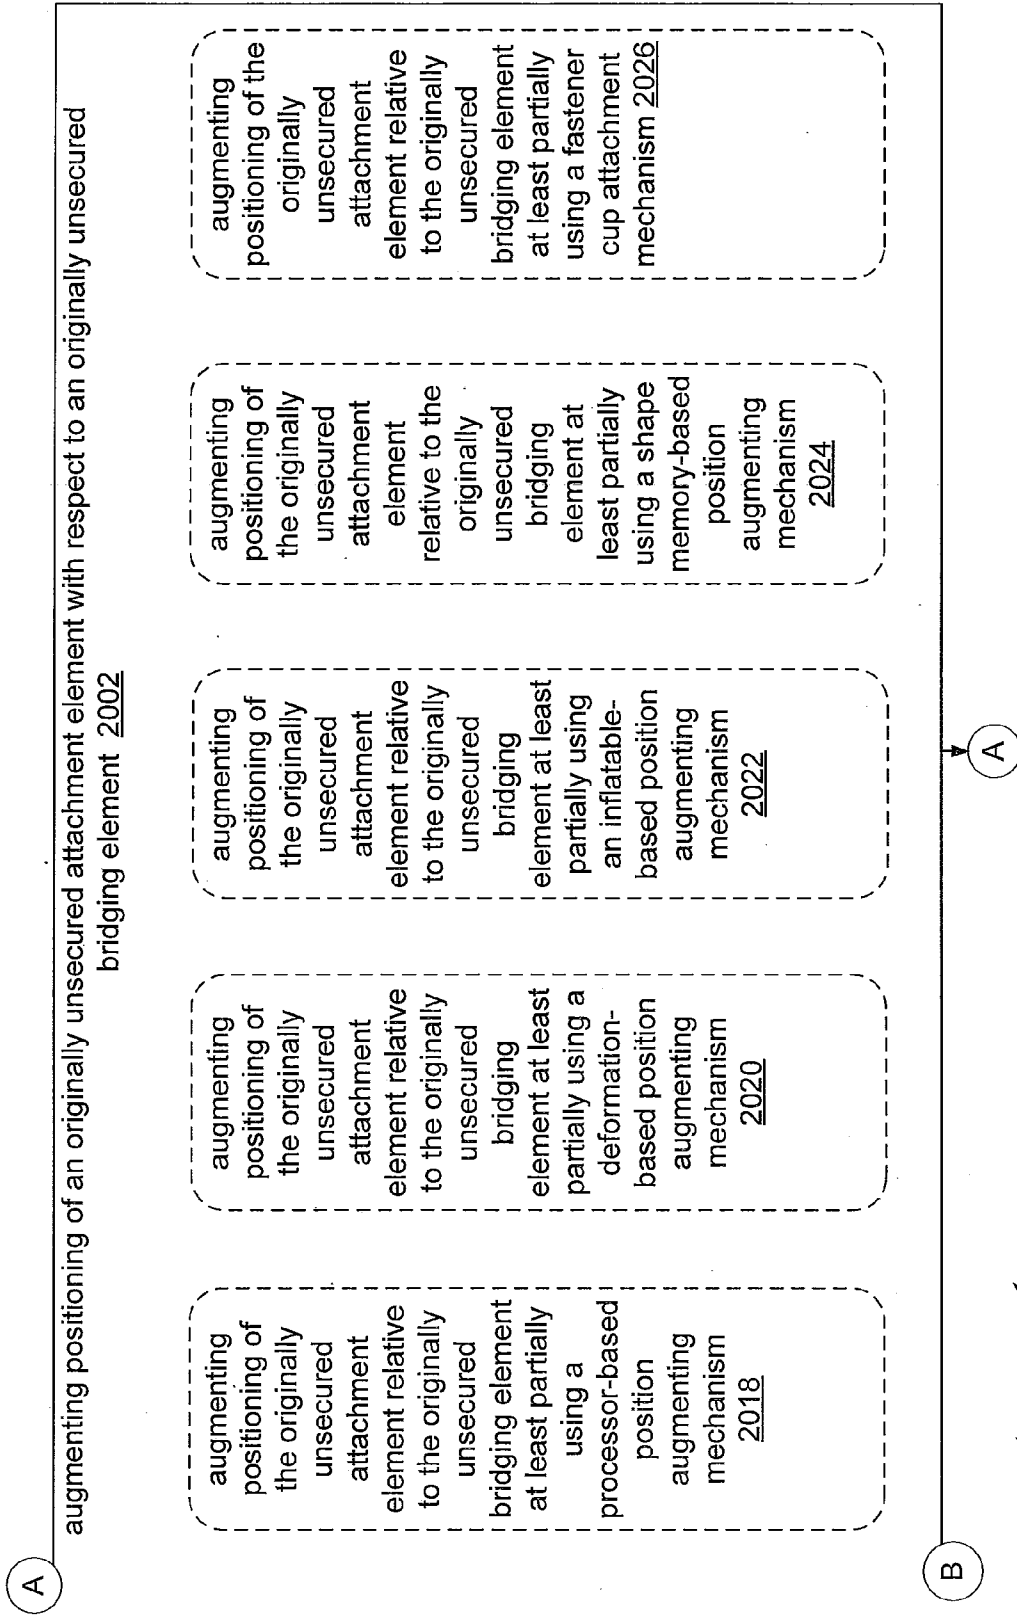 A
augmenting positioning of an originally unsecured attachment element with respect to an originally unsecured
bridging element 2002
augmenting
positioning of
the originally
unsecured
attachment
element relative
to the originally
unsecured
bridging element
at least partially
using a
processor-based
position
augmenting
mechanism
2018
augmenting
positioning of
the originally
unsecured
attachment
element relative
to the originally
unsecured
bridging
element at least
partially using a
deformation-
based position
augmenting
mechanism
2020
augmenting
positioning of
the originally
unsecured
attachment
element relative
to the originally
unsecured
bridging
element at least
partially using
an inflatable-
based position
augmenting
mechanism
2022
augmenting
positioning of
the originally
unsecured
attachment
element
relative to the
originally
unsecured
bridging
element at
least partially
using a shape
memory-based
position
augmenting
mechanism
2024
augmenting
positioning of the
originally
unsecured
attachment
element relative
to the originally
unsecured
bridging element
at least partially
using a fastener
cup attachment
mechanism 2026
B
A